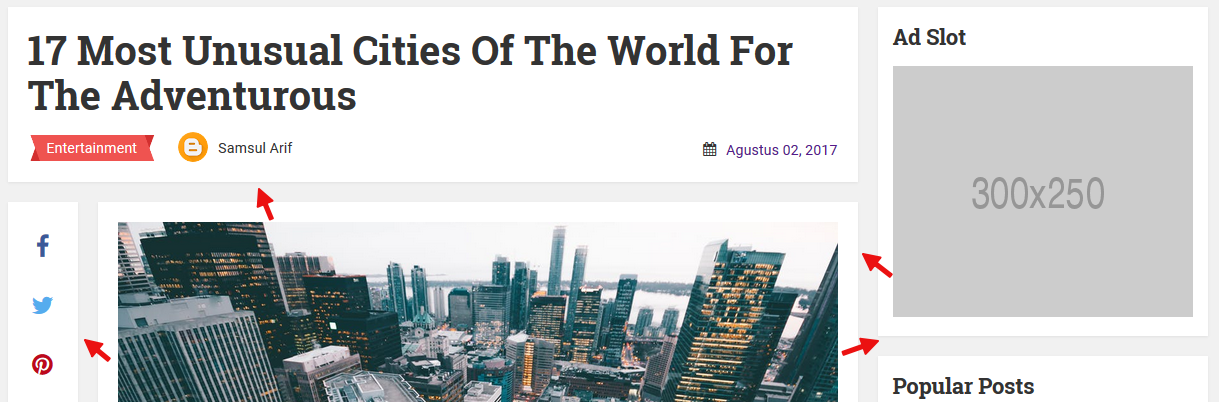 17 Most Unusual Cities Of The World For
The Adventurous
Entertainment
Samsul Arif
Agustus 02, 2017
Ad Slot
300x250
Popular Posts